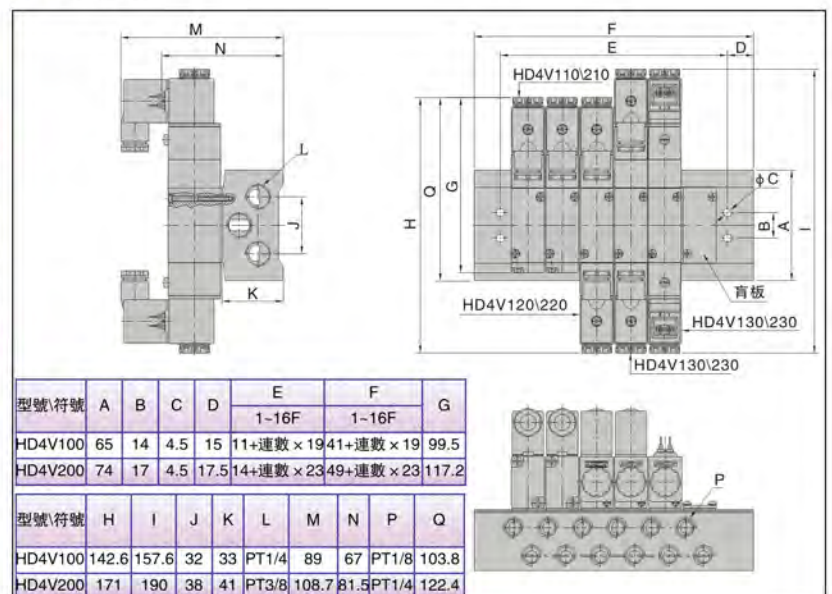 M
N
L
J
K
F
E
D
HD4V110\210
φC
Q
G
H
B
A
I
盲板
HD4V120\220
HD4V130\230
HD4V130\230
型號\符號 A B C D E F G
1~16F 1~16F
HD4V100 65 14 4.5 15 11+連數×19 41+連數×19 99.5
HD4V200 74 17 4.5 17.5 14+連數×23 49+連數×23 117.2
型號\符號 H I J K L M N P Q
HD4V100 142.6 157.6 32 33 PT1/4 89 67 PT1/8 103.8
HD4V200 171 190 38 41 PT3/8 108.7 81.5 PT1/4 122.4
P